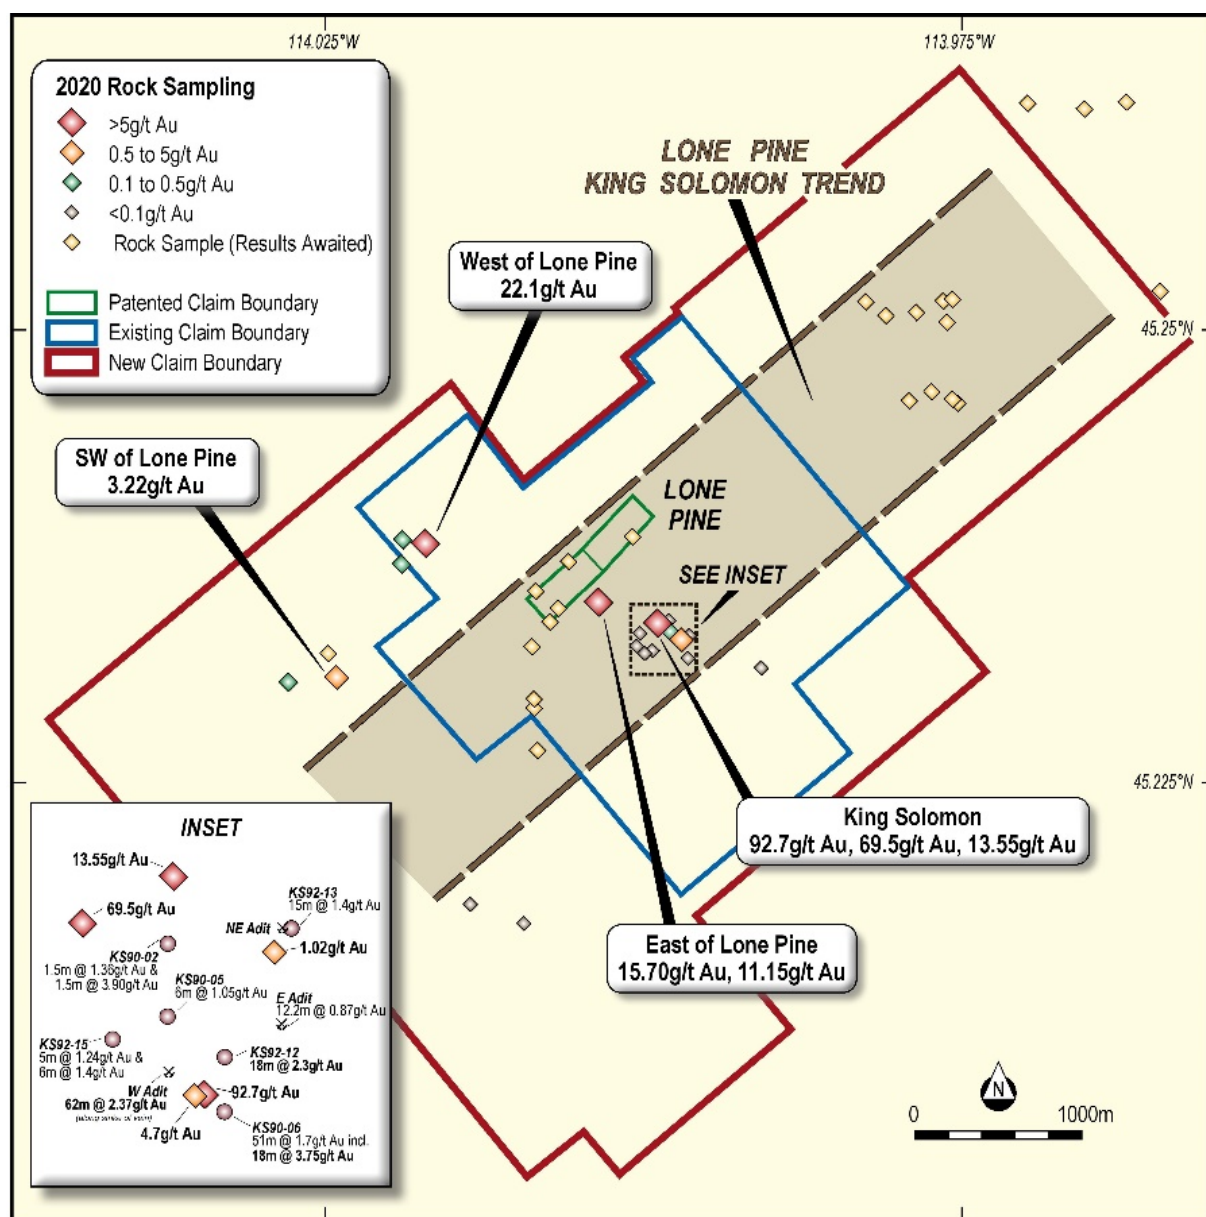 114.025°W
113.975°W
2020 Rock Sampling
>5g/t Au
0.5 to 5g/t Au
0.1 to 0.5g/t Au
<0.1g/t Au
Rock Sample (Results Awaited)
Patented Claim Boundary
Existing Claim Boundary
New Claim Boundary
LONE PINE
KING SOLOMON TREND
West of Lone Pine
22.1g/t Au
45.25°N
SW of Lone Pine
3.22g/t Au
LONE
PINE
SEE INSET
45.225°N
King Solomon
92.7g/t Au, 69.5g/t Au, 13.55g/t Au
East of Lone Pine
15.70g/t Au, 11.15g/t Au
INSET
13.55g/t Au
69.5g/t Au
KS92-13
15m @ 1.4g/t Au
NE Adit
1.02g/t Au
KS90-02
1.5m @ 1.36g/t Au &
1.5m @ 3.90g/t Au
KS90-05
6m @ 1.05g/t Au
E Adit
12.2m @ 0.87g/t Au
KS92-15
5m @ 1.24g/t Au &
6m @ 1.4g/t Au
KS92-12
18m @ 2.3g/t Au
W Adit
62m @ 2.37g/t Au
92.7g/t Au
4.7g/t Au
KS90-06
51m @ 1.7g/t Au incl.
18m @ 3.75g/t Au
N
0
1000m